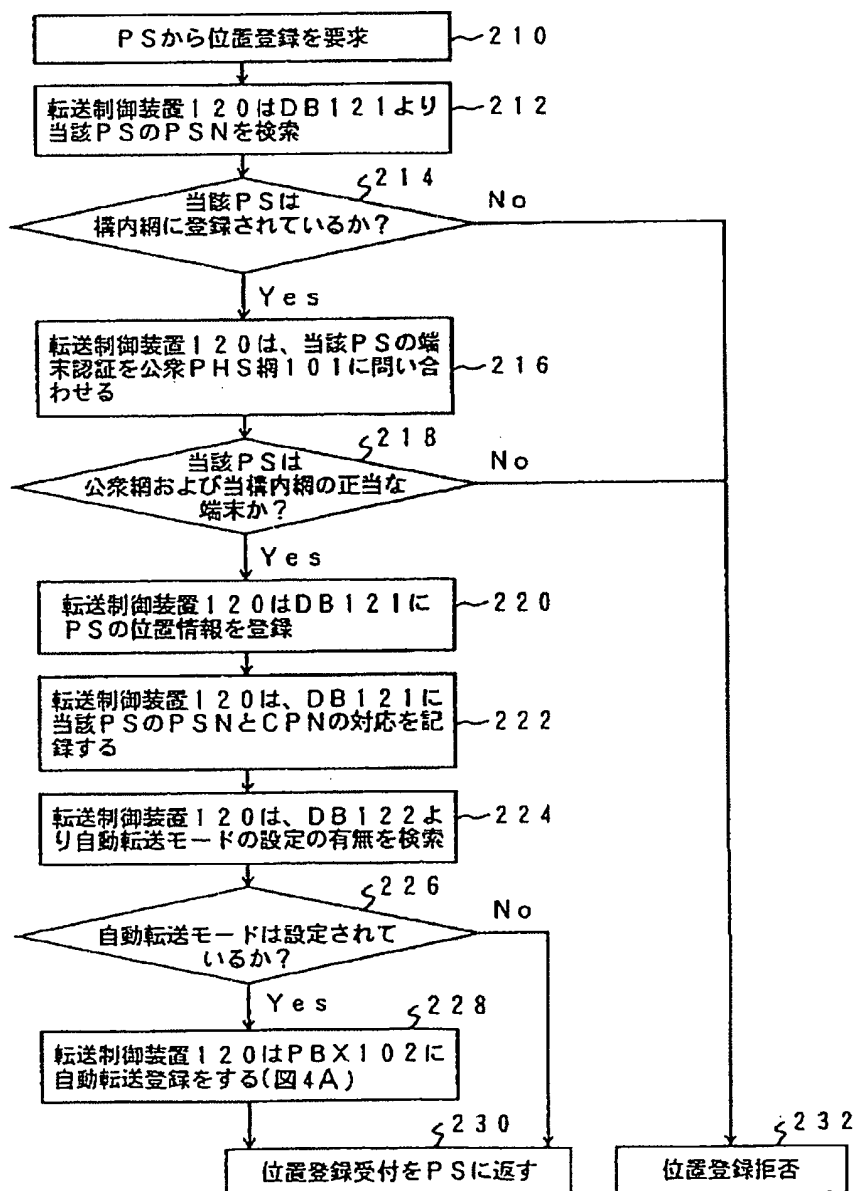 PSから位置登録を要求
210
転送制御装置120はDB121より
当該PSのPSNを検索
212
214
当該PSは
構内網に登録されているか?
No
Yes
転送制御装置120は、当該PSの端
末認証を公衆PHS網101に問い合
わせる
216
218
当該PSは
公衆網および当構内網の正当な
端末か?
No
Yes
転送制御装置120はDB121に
PSの位置情報を登録
220
転送制御装置120は、DB121に
当該PSのPSNとCPNの対応を記
録する
222
転送制御装置120は、DB122よ
り自動転送モードの設定の有無を検索
224
226
自動転送モードは設定されて
いるか?
No
Yes
228
転送制御装置120はPBX102に
自動転送登録をする(図4A)
230
位置登録受付をPSに返す
232
位置登録拒否